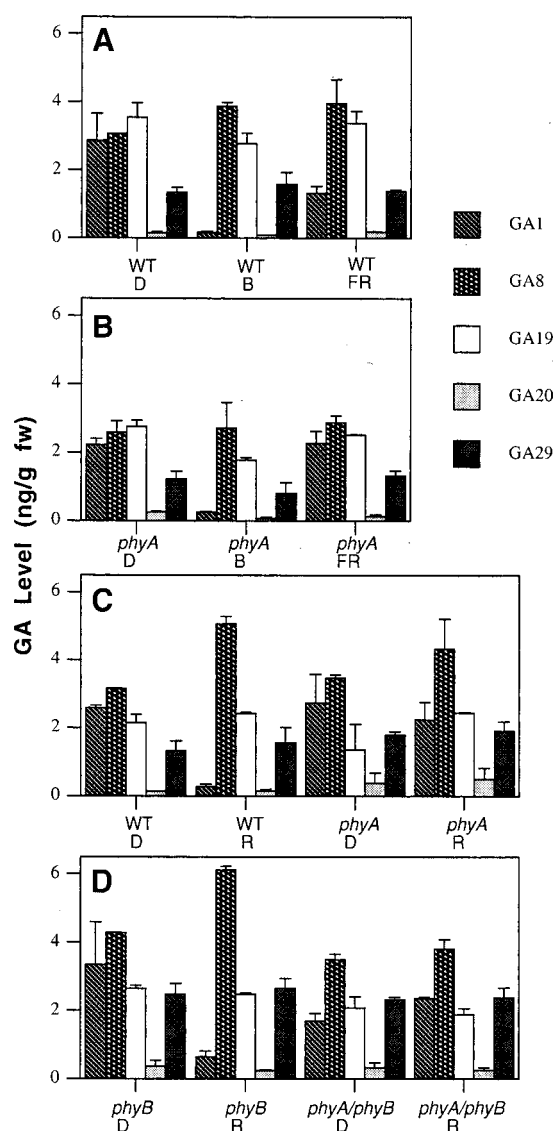 A
6
4
2
0
WT WT WT
D B FR
GA1
GA8
GA19
GA20
GA29
B
6
4
2
0
phyA phyA phyA
D B FR
GA Level (ng/g fw)
C
6
4
2
0
WT WT phyA phyA
D R D R
D
6
4
2
0
phyB phyB phyA/phyB phyA/phyB
D R D R